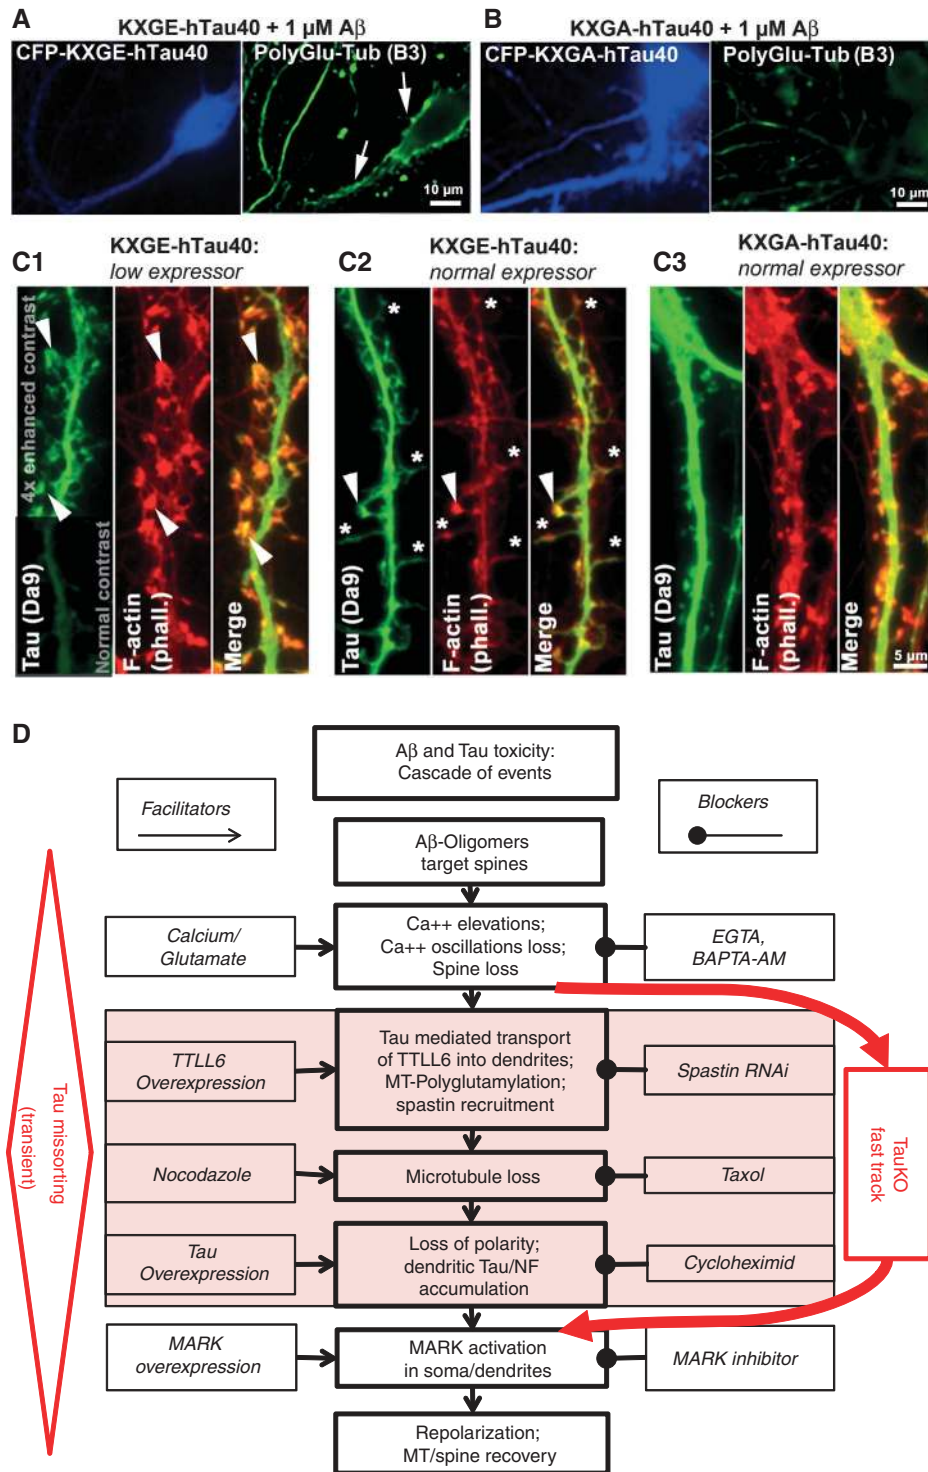 A
KXGE-hTau40 + 1 µM Aβ
CFP-KXGE-hTau40
PolyGlu-Tub (B3)
10 µm
B
KXGA-hTau40 + 1 µM Aβ
CFP-KXGA-hTau40
PolyGlu-Tub (B3)
10 µm
C1
KXGE-hTau40:
low expressor
4x enhanced contrast
Normal contrast
Tau (Da9)
F-actin
(phall.)
Merge
C2
KXGE-hTau40:
normal expressor
*
*
*
*
*
*
*
*
*
*
*
*
Tau (Da9)
F-actin
(phall.)
Merge
C3
KXGA-hTau40:
normal expressor
Tau (Da9)
F-actin
(phall.)
Merge
5 µm
D
Aβ and Tau toxicity:
Cascade of events
Facilitators
Blockers
Aβ-Oligomers
target spines
Calcium/
Glutamate
Ca++ elevations;
Ca++ oscillations loss;
Spine loss
EGTA,
BAPTA-AM
TTLL6
Overexpression
Tau mediated transport
of TTLL6 into dendrites;
MT-Polyglutamylation;
spastin recruitment
Spastin RNAi
Nocodazole
Microtubule loss
Taxol
Tau
Overexpression
Loss of polarity;
dendritic Tau/NF
accumulation
Cycloheximid
MARK
overexpression
MARK activation
in soma/dendrites
MARK inhibitor
Repolarization;
MT/spine recovery
Tau missorting
(transient)
TauKO
fast track